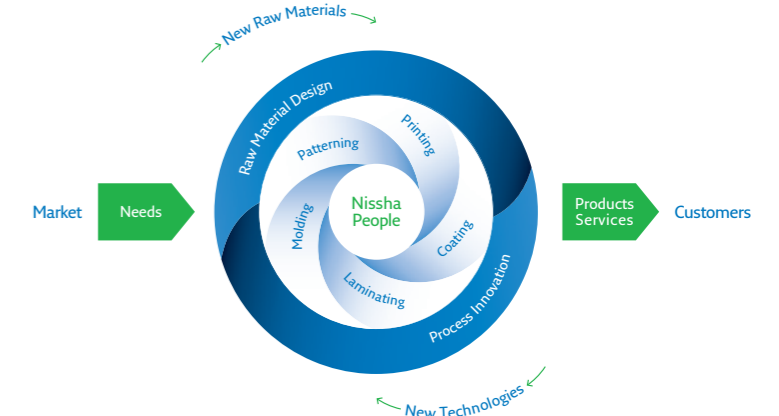 New Raw Materials
Raw Material Design
Printing
Patterning
Market
Needs
Molding
Nissha
People
Coating
Products
Services
Customers
Laminating
Process Innovation
New Technologies